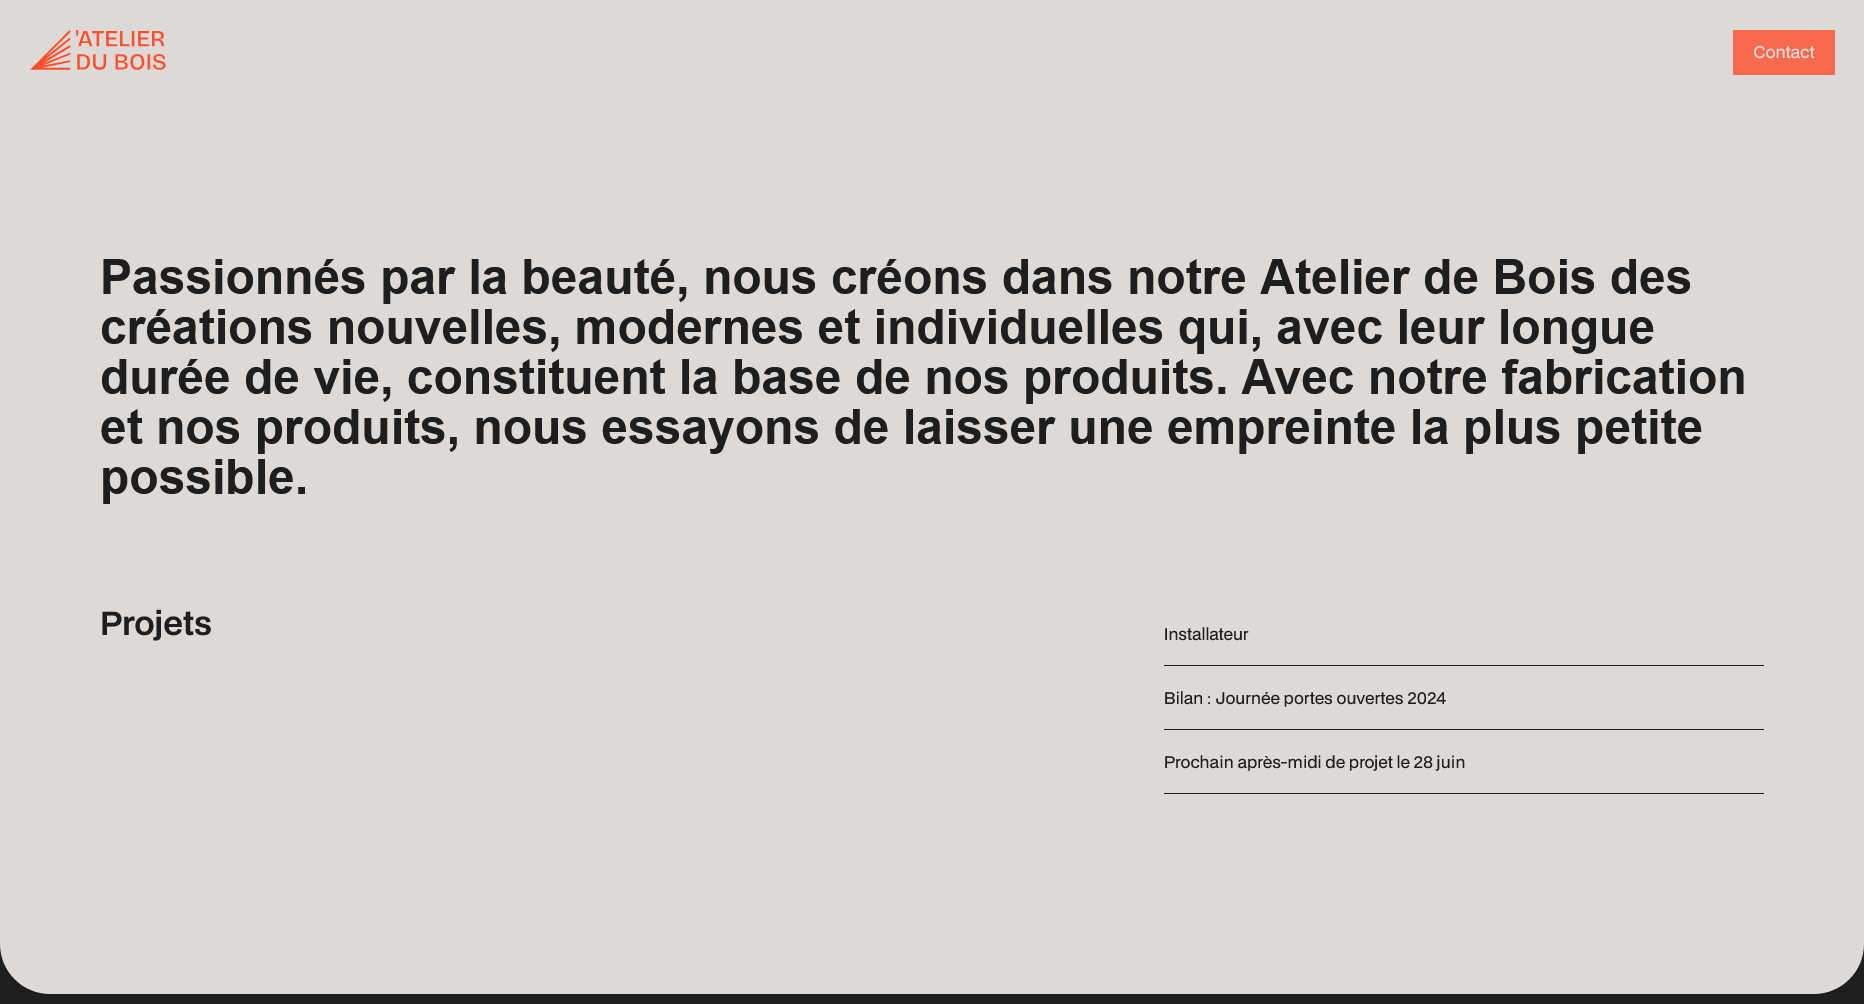 'ATELIER
DU BOIS
Contact
Passionnés par la beauté, nous créons dans notre Atelier de Bois des
créations nouvelles, modernes et individuelles qui, avec leur longue
durée de vie, constituent la base de nos produits. Avec notre fabrication
et nos produits, nous essayons de laisser une empreinte la plus petite
possible.
Projets
Installateur
Bilan : Journée portes ouvertes 2024
Prochain après-midi de projet le 28 juin